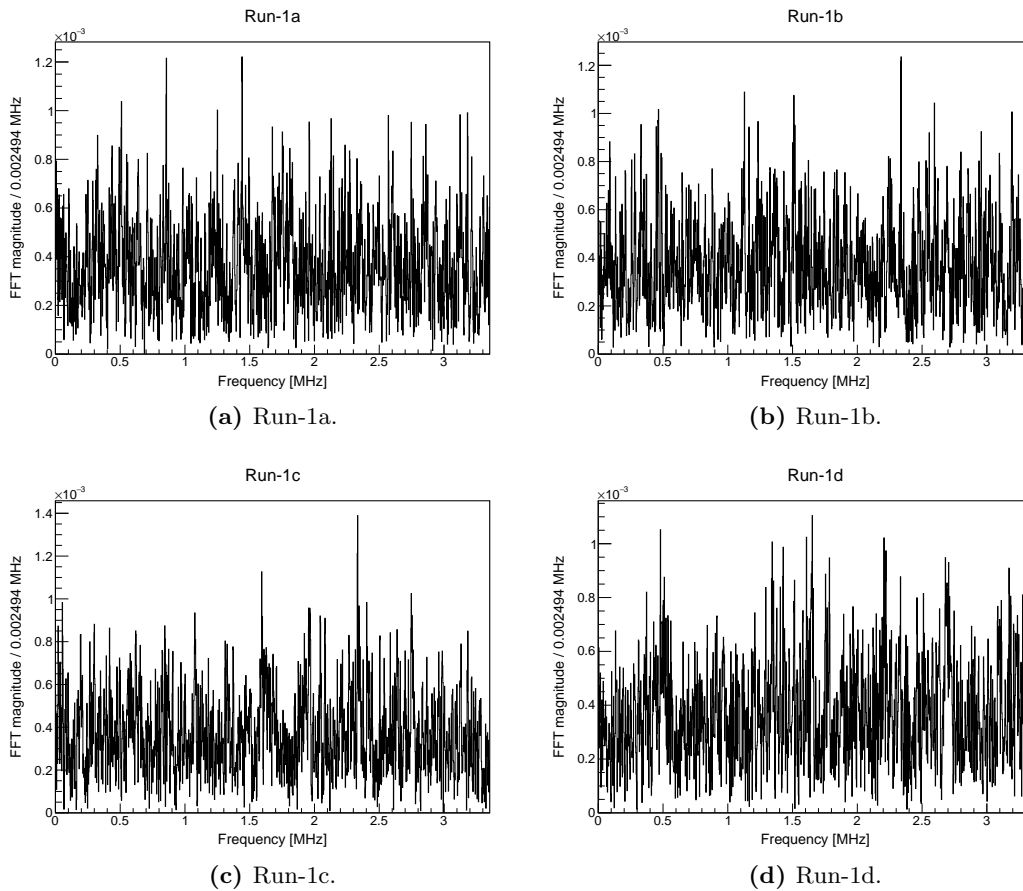 Run-1a
×10⁻³
FFT magnitude / 0.002494 MHz
1.2
1
0.8
0.6
0.4
0.2
0
0 0.5 1 1.5 2 2.5 3
Frequency [MHz]
(a) Run-1a.
Run-1b
×10⁻³
FFT magnitude / 0.002494 MHz
1.2
1
0.8
0.6
0.4
0.2
0
0 0.5 1 1.5 2 2.5 3
Frequency [MHz]
(b) Run-1b.
Run-1c
×10⁻³
FFT magnitude / 0.002494 MHz
1.4
1.2
1
0.8
0.6
0.4
0.2
0
0 0.5 1 1.5 2 2.5 3
Frequency [MHz]
(c) Run-1c.
Run-1d
×10⁻³
FFT magnitude / 0.002494 MHz
1
0.8
0.6
0.4
0.2
0
0 0.5 1 1.5 2 2.5 3
Frequency [MHz]
(d) Run-1d.